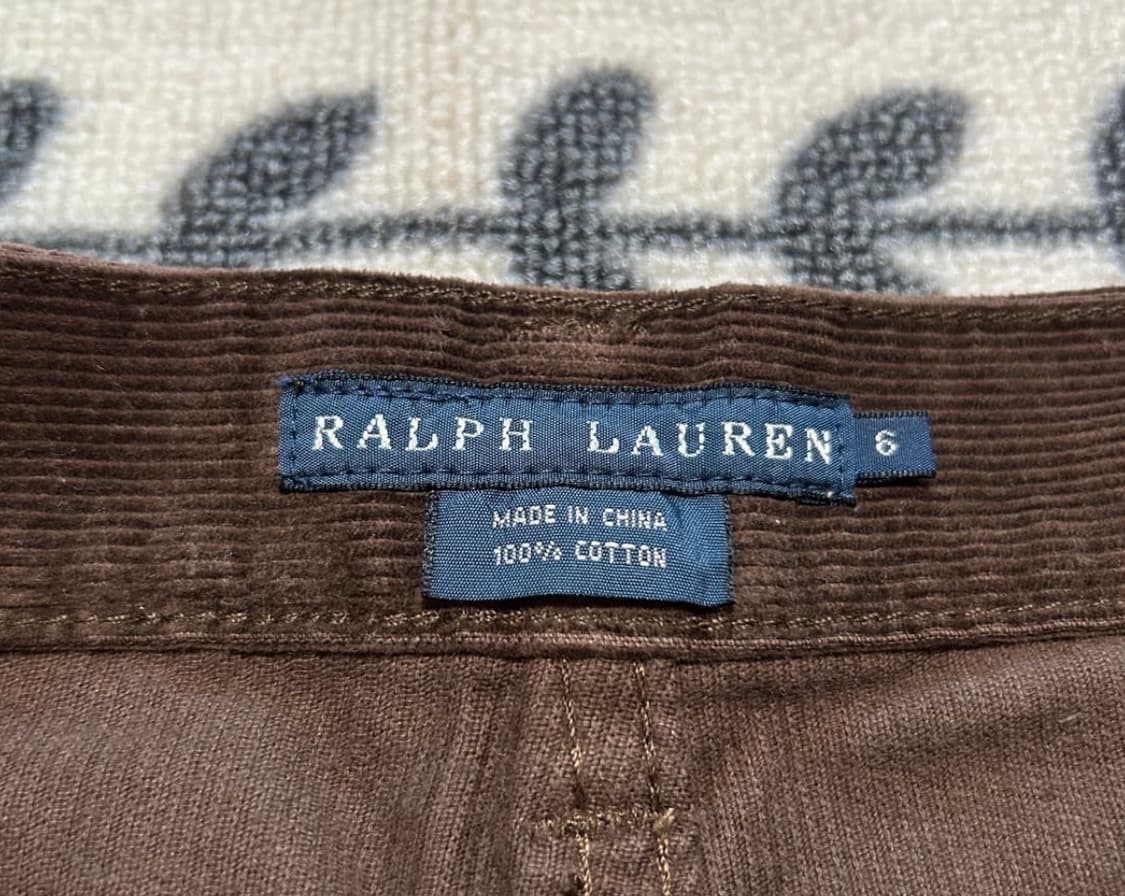 RALPH LAUREN
6
MADE IN CHINA
100% COTTON